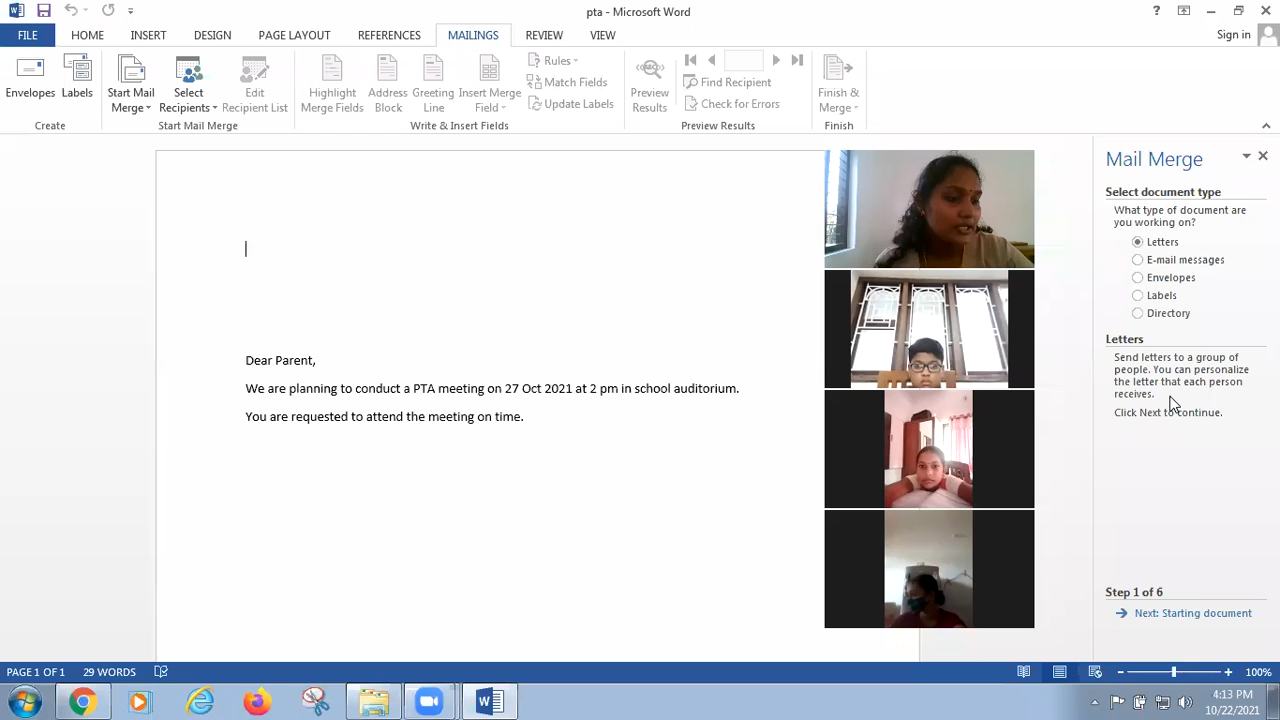 pta - Microsoft Word
?
FILE HOME INSERT DESIGN PAGE LAYOUT REFERENCES MAILINGS REVIEW VIEW Sign in
Envelopes Labels
Create
Start Mail Merge
Select Recipients
Edit Recipient List
Start Mail Merge
Highlight Merge Fields
Address Block
Greeting Line
Insert Merge Field
Rules
Match Fields
Update Labels
Write & Insert Fields
Preview Results
Find Recipient
Check for Errors
Preview Results
Finish & Merge
Finish
Dear Parent,
We are planning to conduct a PTA meeting on 27 Oct 2021 at 2 pm in school auditorium.
You are requested to attend the meeting on time.
Mail Merge
Select document type
What type of document are
you working on?
Letters
E-mail messages
Envelopes
Labels
Directory
Letters
Send letters to a group of
people. You can personalize
the letter that each person
receives.
Click Next to continue.
Step 1 of 6
Next: Starting document
PAGE 1 OF 1 29 WORDS 100%
4:13 PM
10/22/2021